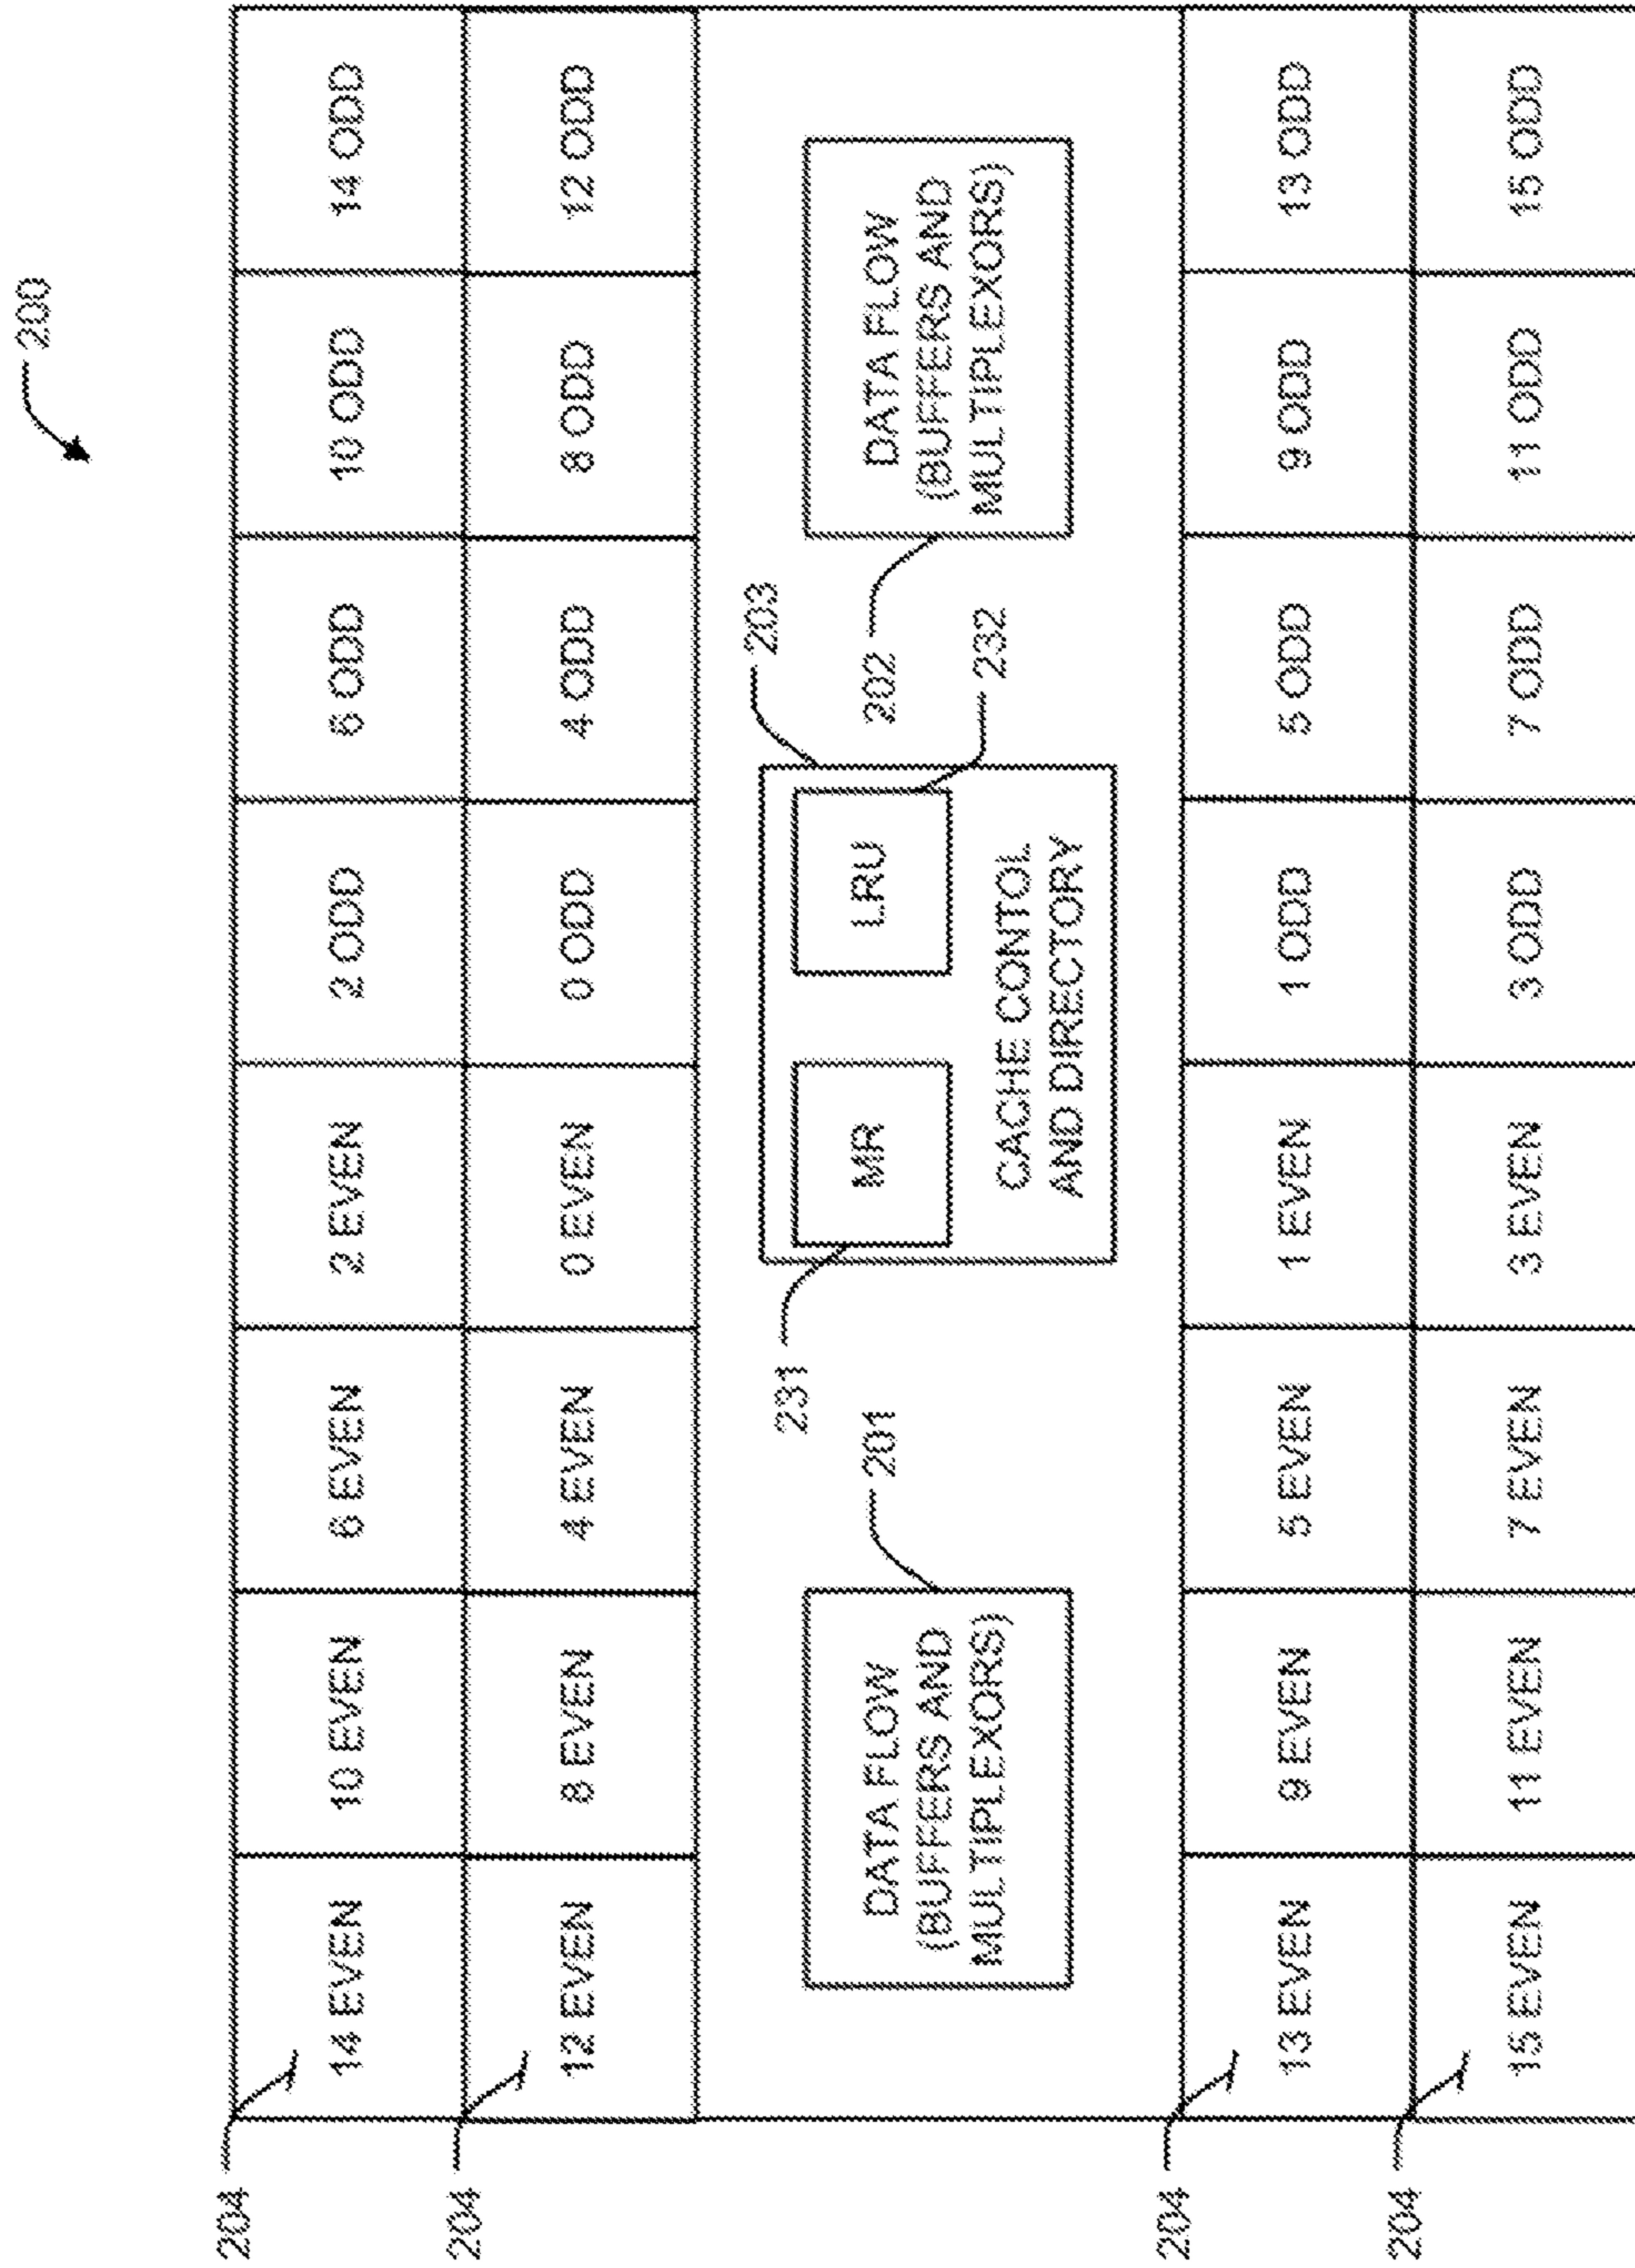 200
204
14 EVEN
10 EVEN
6 EVEN
2 EVEN
2 ODD
6 ODD
10 ODD
14 ODD
204
12 EVEN
8 EVEN
4 EVEN
0 EVEN
0 ODD
4 ODD
8 ODD
12 ODD
203
231
MR
LRU
201
202
232
DATA FLOW
(BUFFERS AND
MULTIPLEXORS)
CACHE CONTOL
AND DIRECTORY
DATA FLOW
(BUFFERS AND
MULTIPLEXORS)
204
13 EVEN
9 EVEN
5 EVEN
1 EVEN
1 ODD
5 ODD
9 ODD
13 ODD
204
15 EVEN
11 EVEN
7 EVEN
3 EVEN
3 ODD
7 ODD
11 ODD
15 ODD